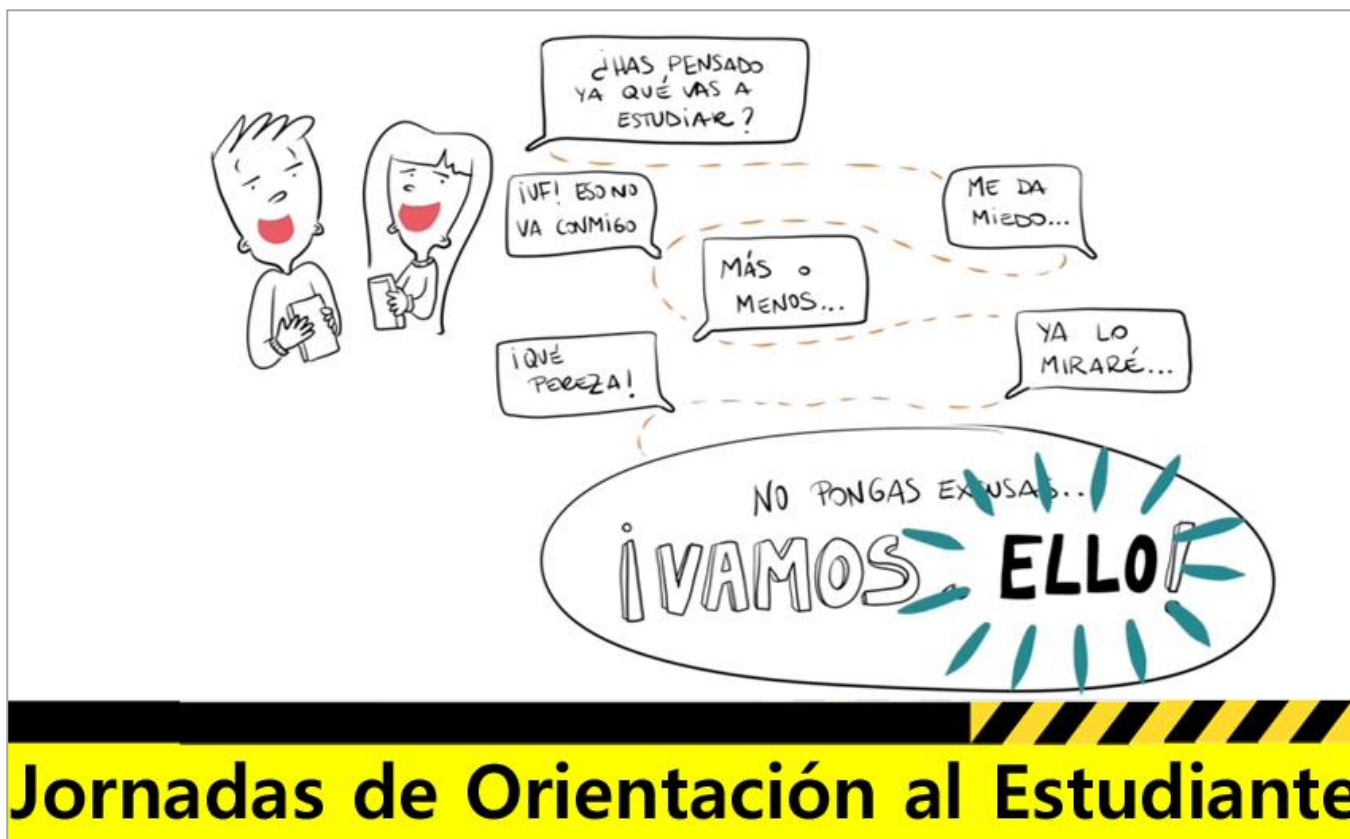 ¿HAS PENSADO
YA QUÉ VAS A
ESTUDIAR?
¡UF! ESO NO
VA CONMIGO
ME DA
MIEDO...
MÁS O
MENOS...
¡QUÉ
PEREZA!
YA LO
MIRARÉ...
NO PONGAS EXCUSAS...
¡VAMOS ELLO!
Jornadas de Orientación al Estudiante